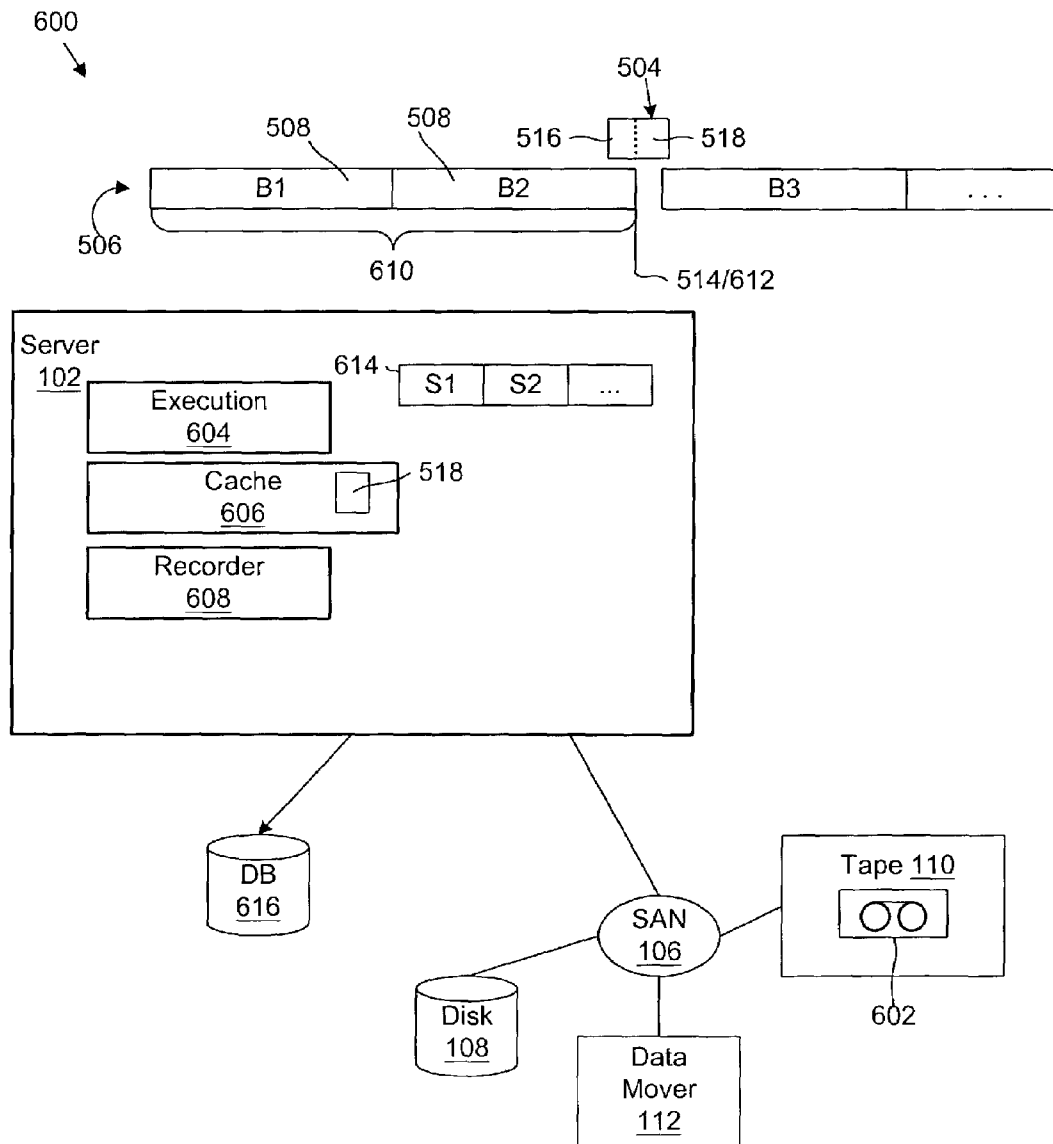 600
504
508
508
516
518
B1
B2
B3
. . .
506
610
514/612
Server
102
614
S1
S2
...
Execution
604
Cache
606
518
Recorder
608
DB
616
Tape 110
SAN
106
602
Disk
108
Data
Mover
112